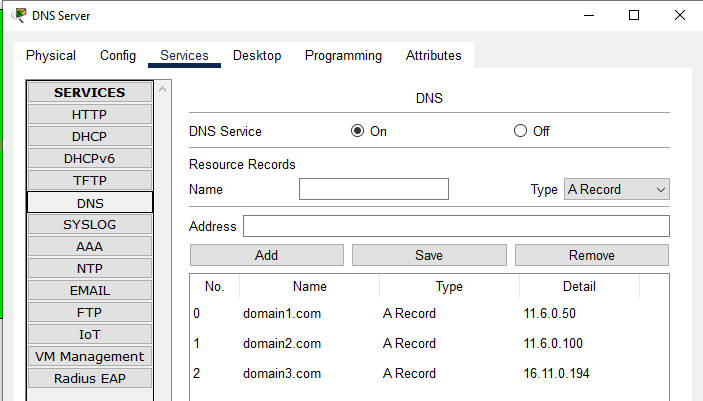 DNS Server
Physical Config Services Desktop Programming Attributes
SERVICES
HTTP
DHCP
DHCPv6
TFTP
DNS
SYSLOG
AAA
NTP
EMAIL
FTP
IoT
VM Management
Radius EAP
DNS
DNS Service On Off
Resource Records
Name Type A Record
Address
Add Save Remove
No. Name Type Detail
0 domain1.com A Record 11.6.0.50
1 domain2.com A Record 11.6.0.100
2 domain3.com A Record 16.11.0.194